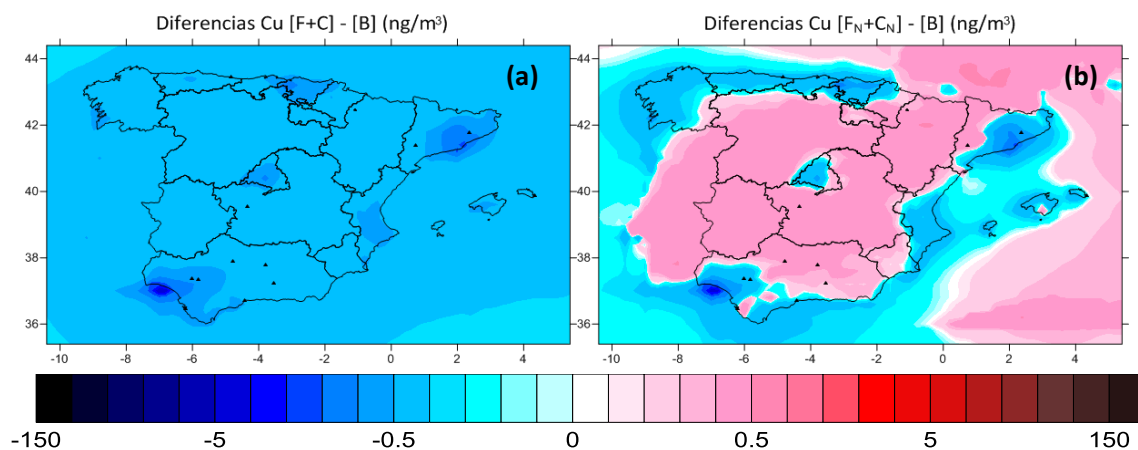 Diferencias Cu [F+C] - [B] (ng/m³)
Diferencias Cu [F_N+C_N] - [B] (ng/m³)
(a)
(b)
44
42
40
38
36
-10 -8 -6 -4 -2 0 2 4
44
42
40
38
36
-10 -8 -6 -4 -2 0 2 4
-150 -5 -0.5 0 0.5 5 150